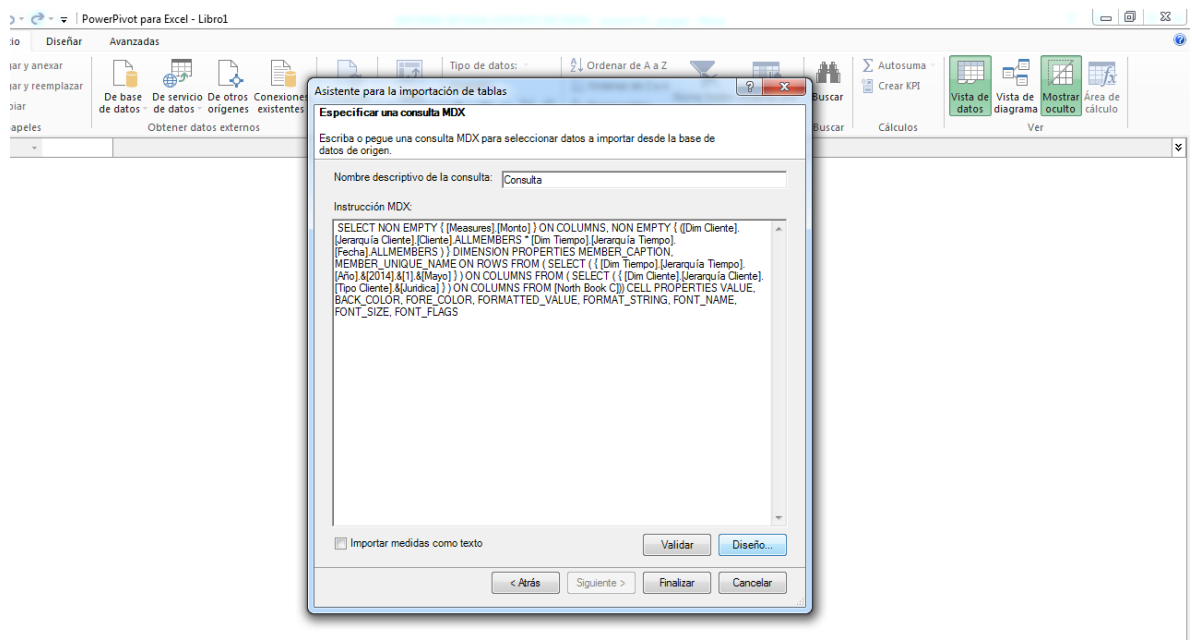 PowerPivot para Excel - Libro1
Diseñar Avanzadas
y anexar
y reemplazar
De base de datos
De servicio de datos
De otros orígenes
Conexiones existentes
Obtener datos externos
Tipo de datos:
Ordenar de A a Z
Buscar
Buscar
Autosuma
Crear KPI
Cálculos
Vista de datos
Vista de diagrama
Mostrar oculto
Área de cálculo
Ver
Asistente para la importación de tablas
Especificar una consulta MDX
Escriba o pegue una consulta MDX para seleccionar datos a importar desde la base de
datos de origen.
Nombre descriptivo de la consulta: Consulta
Instrucción MDX:
SELECT NON EMPTY { [Measures].[Monto] } ON COLUMNS, NON EMPTY { ([Dim Cliente].
[Jerarquía Cliente].[Cliente].ALLMEMBERS * [Dim Tiempo].[Jerarquía Tiempo].
[Fecha].ALLMEMBERS ) } DIMENSION PROPERTIES MEMBER_CAPTION,
MEMBER_UNIQUE_NAME ON ROWS FROM ( SELECT ( { [Dim Tiempo].[Jerarquía Tiempo].
[Año].&[2014].&[1].&[Mayo] } ) ON COLUMNS FROM ( SELECT ( { [Dim Cliente].[Jerarquía Cliente].
[Tipo Cliente].&[Juridica] } ) ON COLUMNS FROM [North Book C])) CELL PROPERTIES VALUE,
BACK_COLOR, FORE_COLOR, FORMATTED_VALUE, FORMAT_STRING, FONT_NAME,
FONT_SIZE, FONT_FLAGS
Importar medidas como texto
Validar Diseño...
< Atrás Siguiente > Finalizar Cancelar